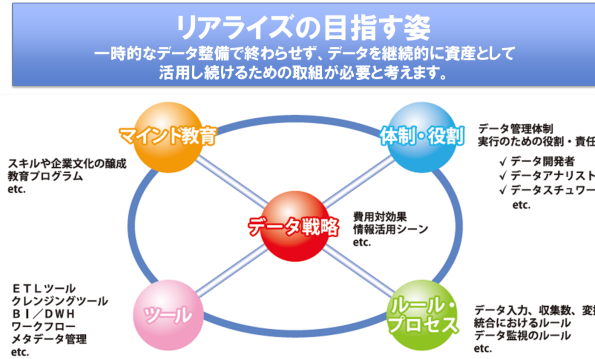 リアライズの目指す姿
一時的なデータ整備で終わらせず、データを継続的に資産として
活用し続けるための取組が必要と考えます。
マインド教育
スキルや企業文化の醸成
教育プログラム
etc.
体制・役割
データ管理体制
実行のための役割・責任
✓ データ開発者
✓ データアナリスト
✓ データスチュワー
etc.
データ戦略
費用対効果
情報活用シーン
etc.
ＥＴＬツール
クレンジングツール
ＢＩ／ＤＷＨ
ワークフロー
メタデータ管理
etc.
ツール
ルール・
プロセス
データ入力、収集数、変換
統合におけるルール
データ監視のルール
etc.